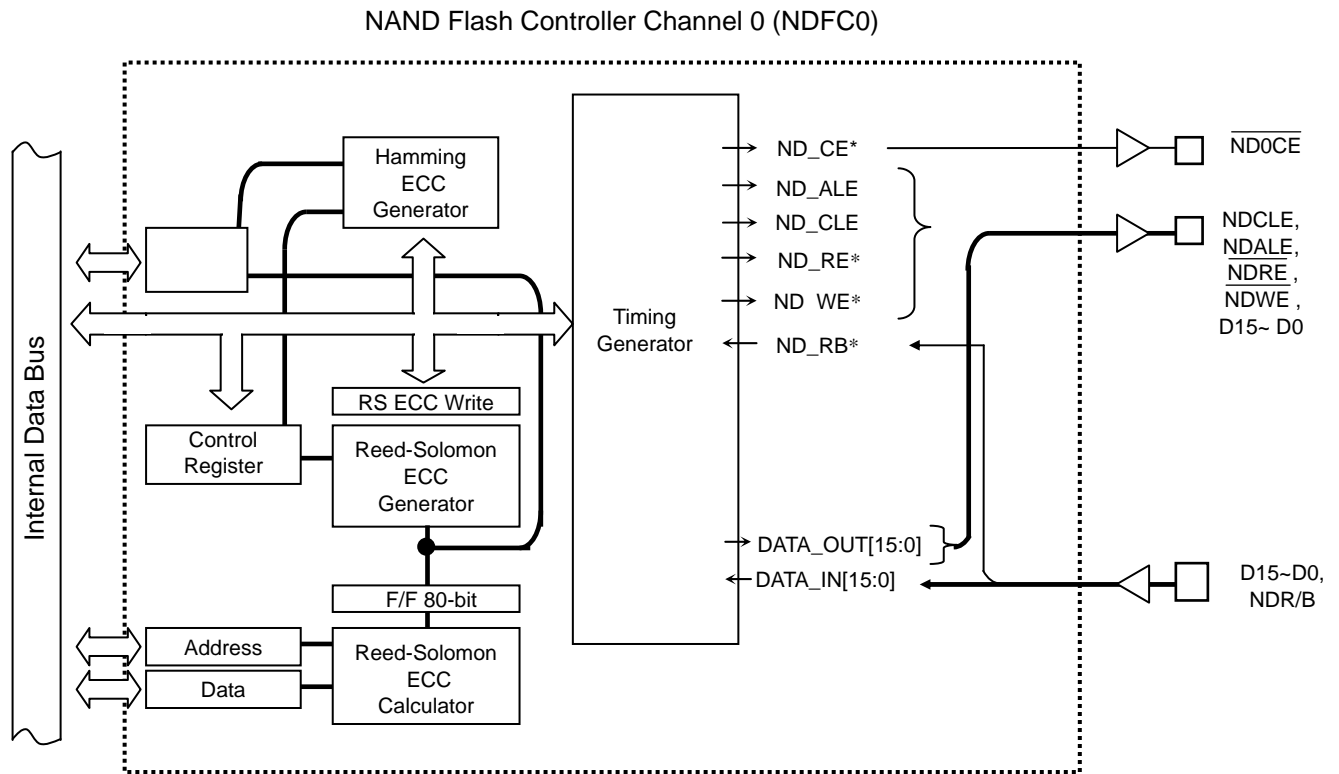 NAND Flash Controller Channel 0 (NDFC0)
Internal Data Bus
Hamming
ECC
Generator
Control
Register
RS ECC Write
Reed-Solomon
ECC
Generator
F/F 80-bit
Address
Data
Reed-Solomon
ECC
Calculator
Timing
Generator
ND_CE*
ND_ALE
ND_CLE
ND_RE*
ND WE*
ND_RB*
DATA_OUT[15:0]
DATA_IN[15:0]
ND0CE
NDCLE,
NDALE,
NDRE ,
NDWE ,
D15~ D0
D15~D0,
NDR/B